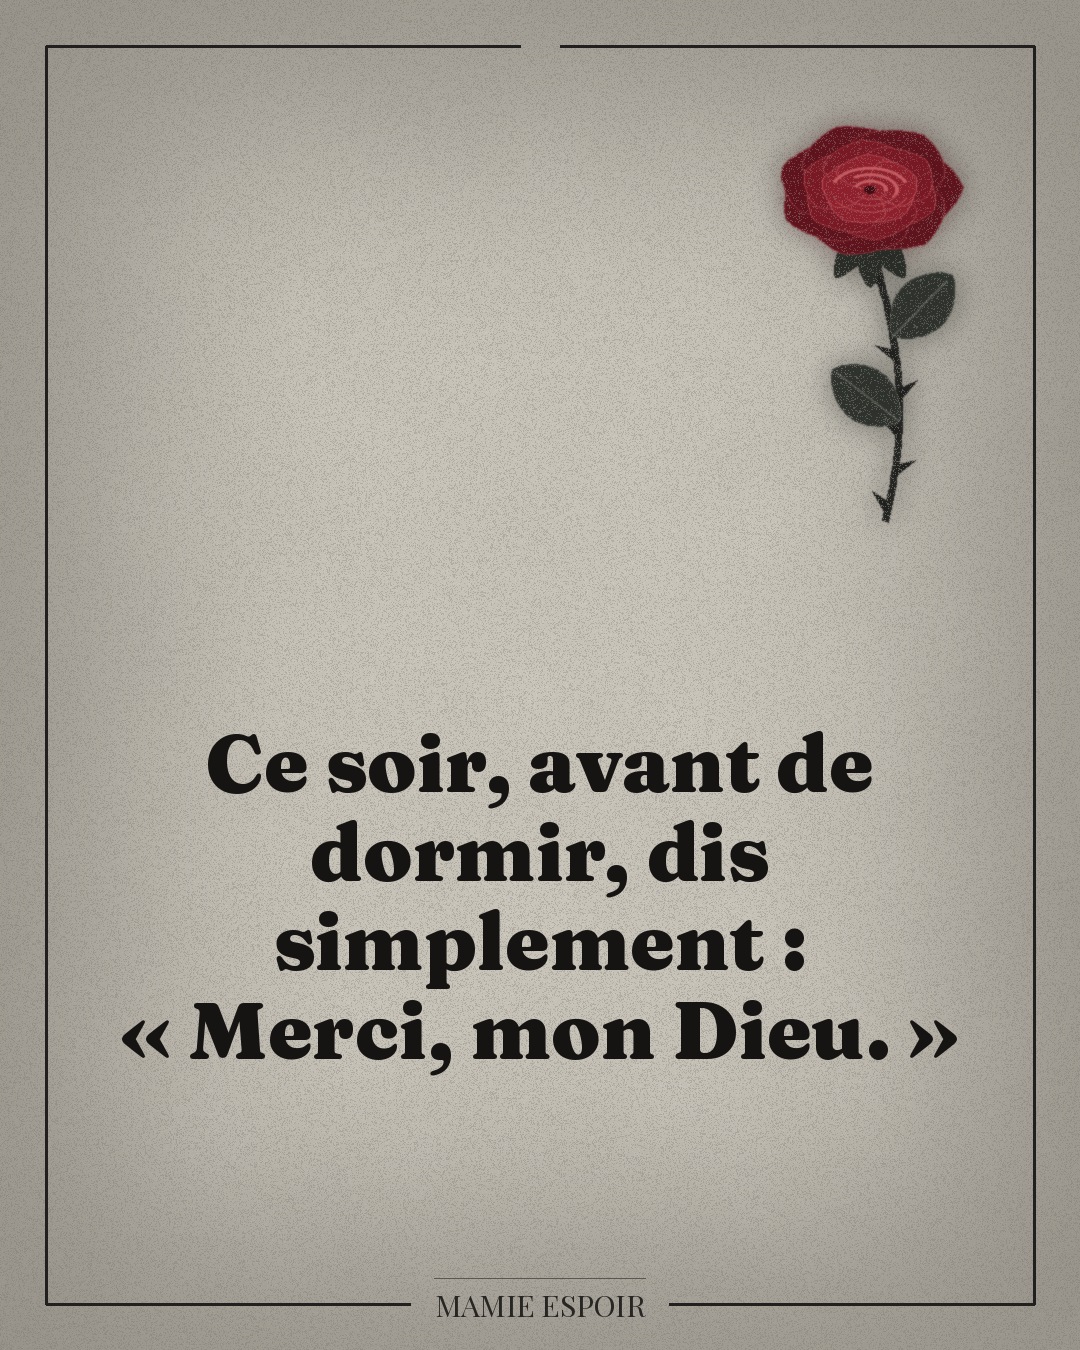 Ce soir, avant de
dormir, dis
simplement :
« Merci, mon Dieu. »
MAMIE ESPOIR